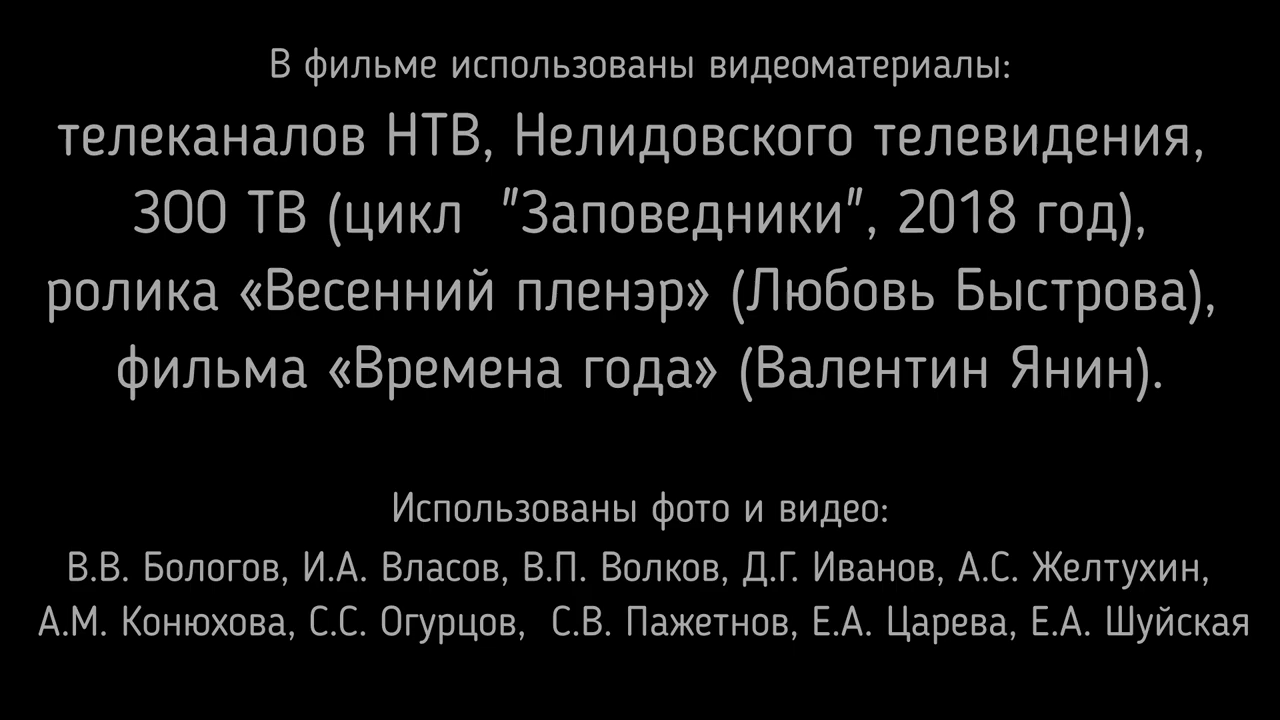 В фильме использованы видеоматериалы:
телеканалов НТВ, Нелидовского телевидения,
ЗОО ТВ (цикл "Заповедники", 2018 год),
ролика «Весенний пленэр» (Любовь Быстрова),
фильма «Времена года» (Валентин Янин).
Использованы фото и видео:
В.В. Бологов, И.А. Власов, В.П. Волков, Д.Г. Иванов, А.С. Желтухин,
А.М. Конюхова, С.С. Огурцов, С.В. Пажетнов, Е.А. Царева, Е.А. Шуйская